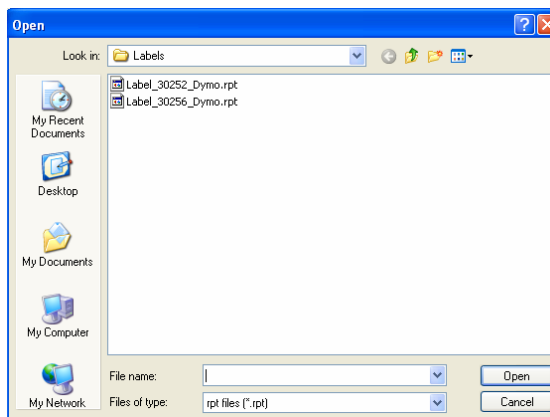 Open
Look in:
Labels
Label_30252_Dymo.rpt
Label_30256_Dymo.rpt
My Recent
Documents
Desktop
My Documents
My Computer
My Network
File name:
Open
Files of type:
rpt files (*.rpt)
Cancel